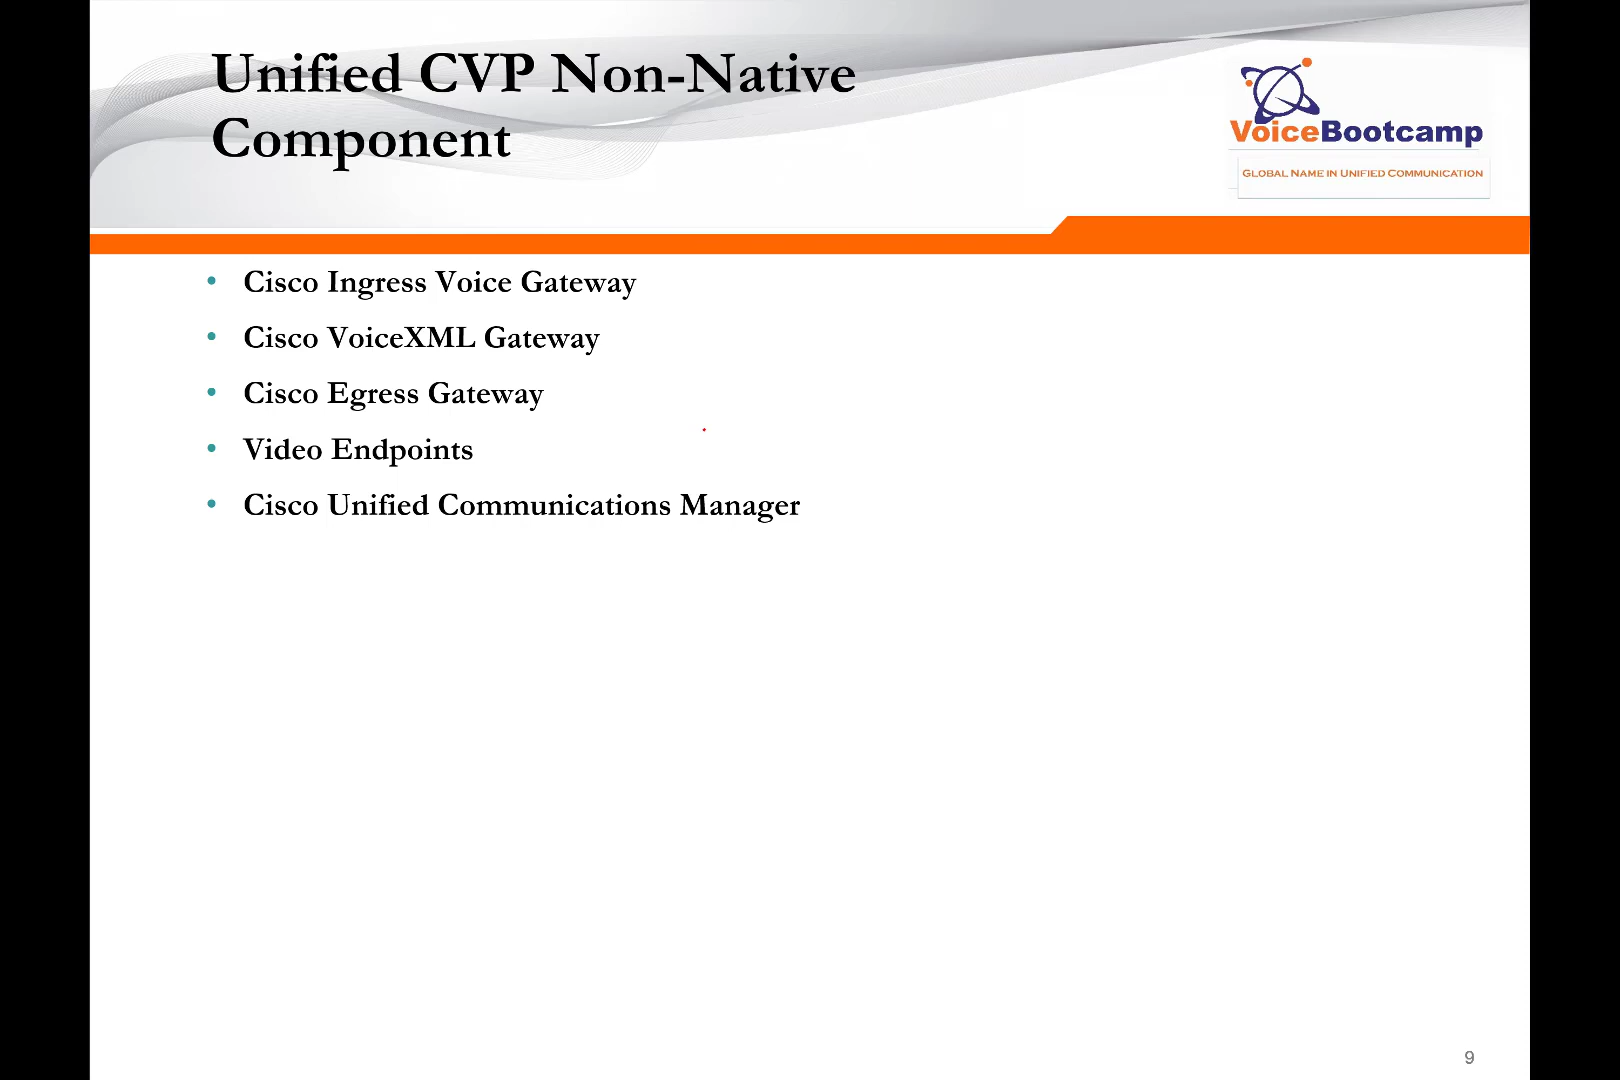 Unified CVP Non-Native
Component
VoiceBootcamp
GLOBAL NAME IN UNIFIED COMMUNICATION
• Cisco Ingress Voice Gateway
• Cisco VoiceXML Gateway
• Cisco Egress Gateway
• Video Endpoints
• Cisco Unified Communications Manager
9